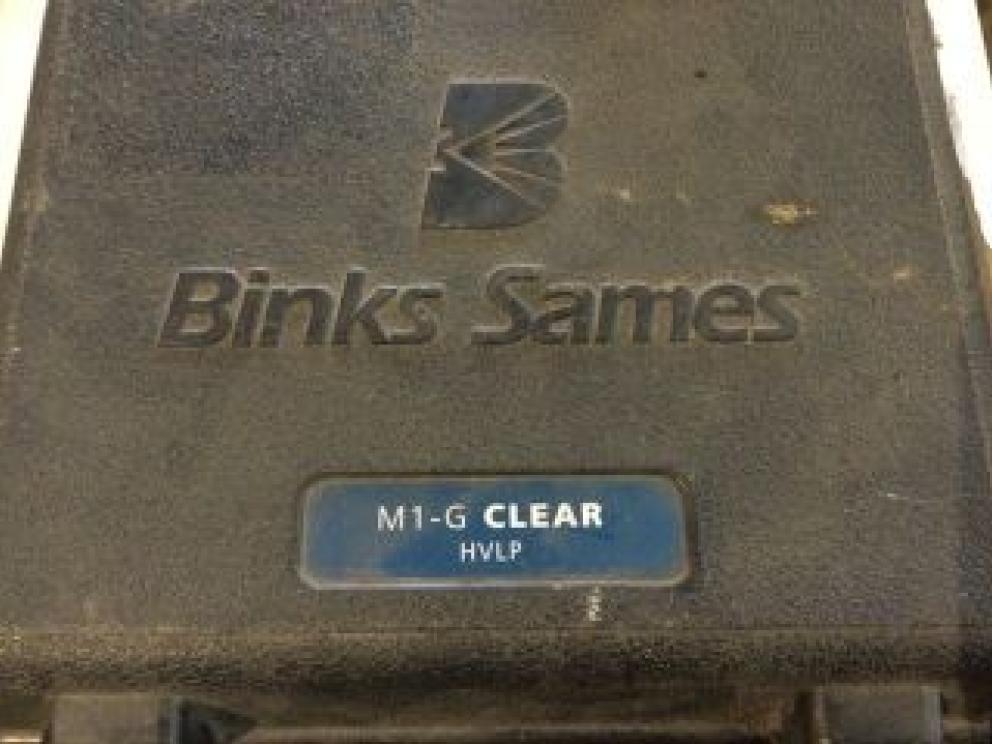 Binks Sames
M1-G CLEAR
HVLP